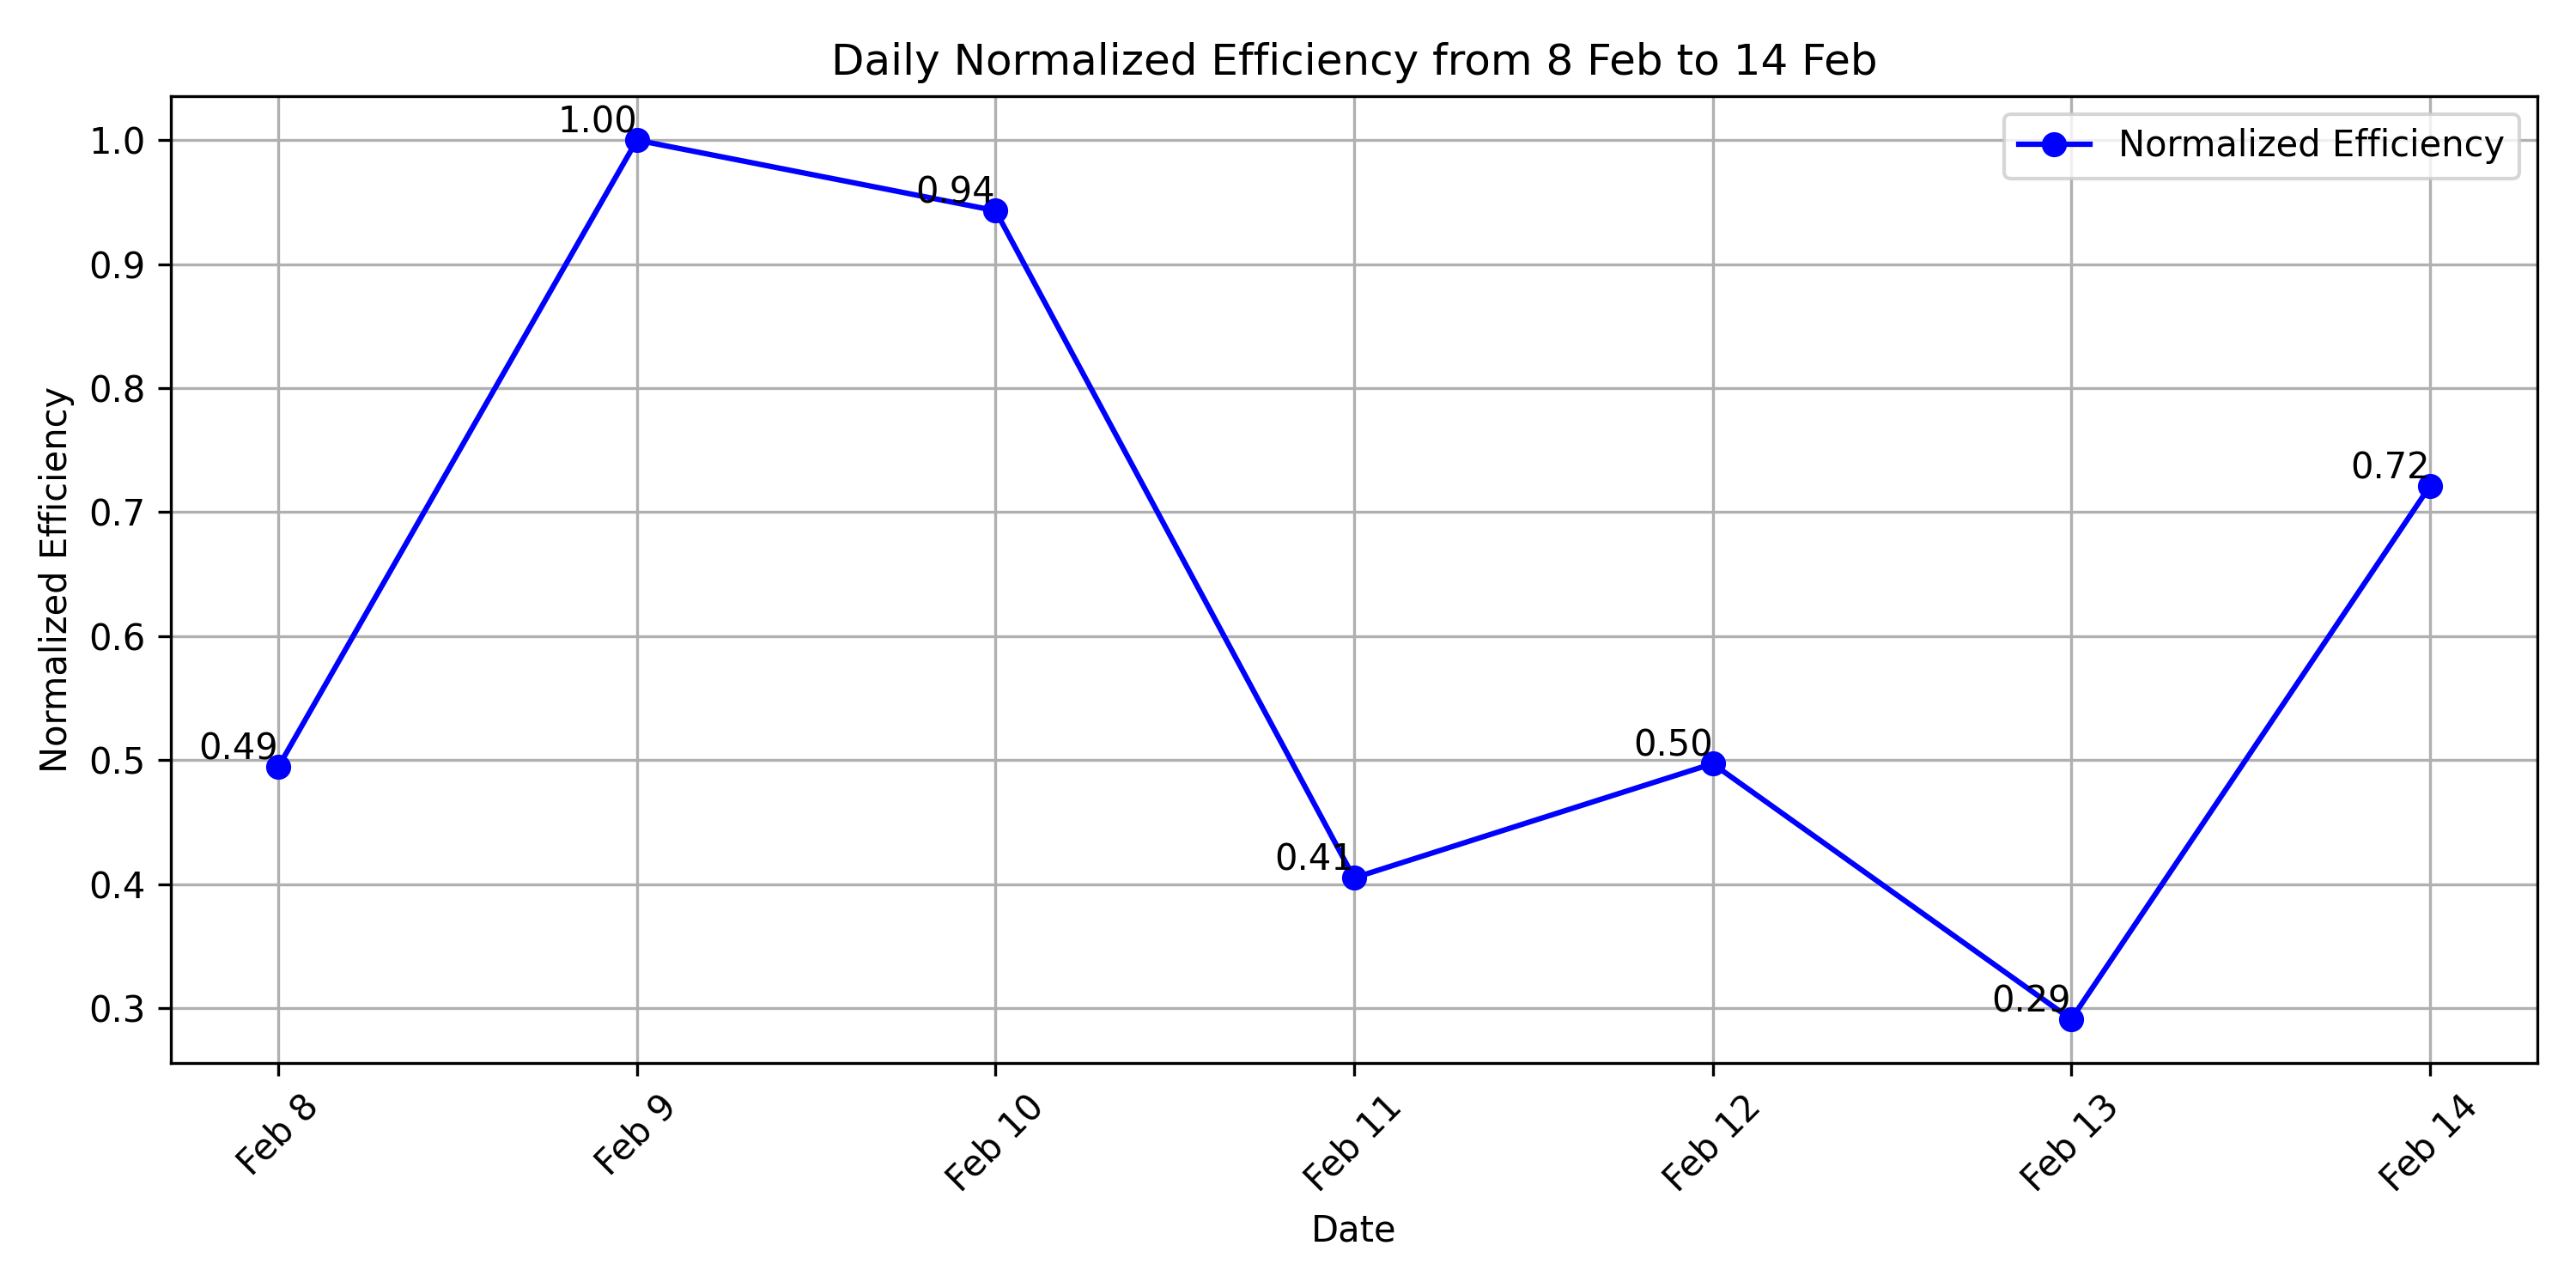 Daily Normalized Efficiency from 8 Feb to 14 Feb
Normalized Efficiency
Normalized Efficiency
1.0
0.9
0.8
0.7
0.6
0.5
0.4
0.3
0.49
1.00
0.94
0.41
0.50
0.29
0.72
Feb 8
Feb 9
Feb 10
Feb 11
Feb 12
Feb 13
Feb 14
Date